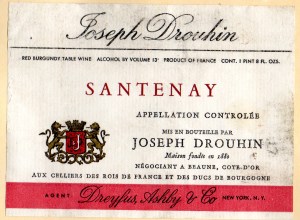 Joseph Drouhin
RED BURGUNDY TABLE WINE ALCOHOL BY VOLUME 12° PRODUCT OF FRANCE CONT. 1 PINT 8 FL. OZS.
SANTENAY
APPELLATION CONTROLÉE
MIS EN BOUTEILLE PAR
JOSEPH DROUHIN
Maison fondée en 1880
NÉGOCIANT A BEAUNE, COTE-D'OR
AUX CELLIERS DES ROIS DE FRANCE ET DES DUCS DE BOURGOGNE
AGENT: Dreyfus, Ashby & Co NEW YORK, N.Y.